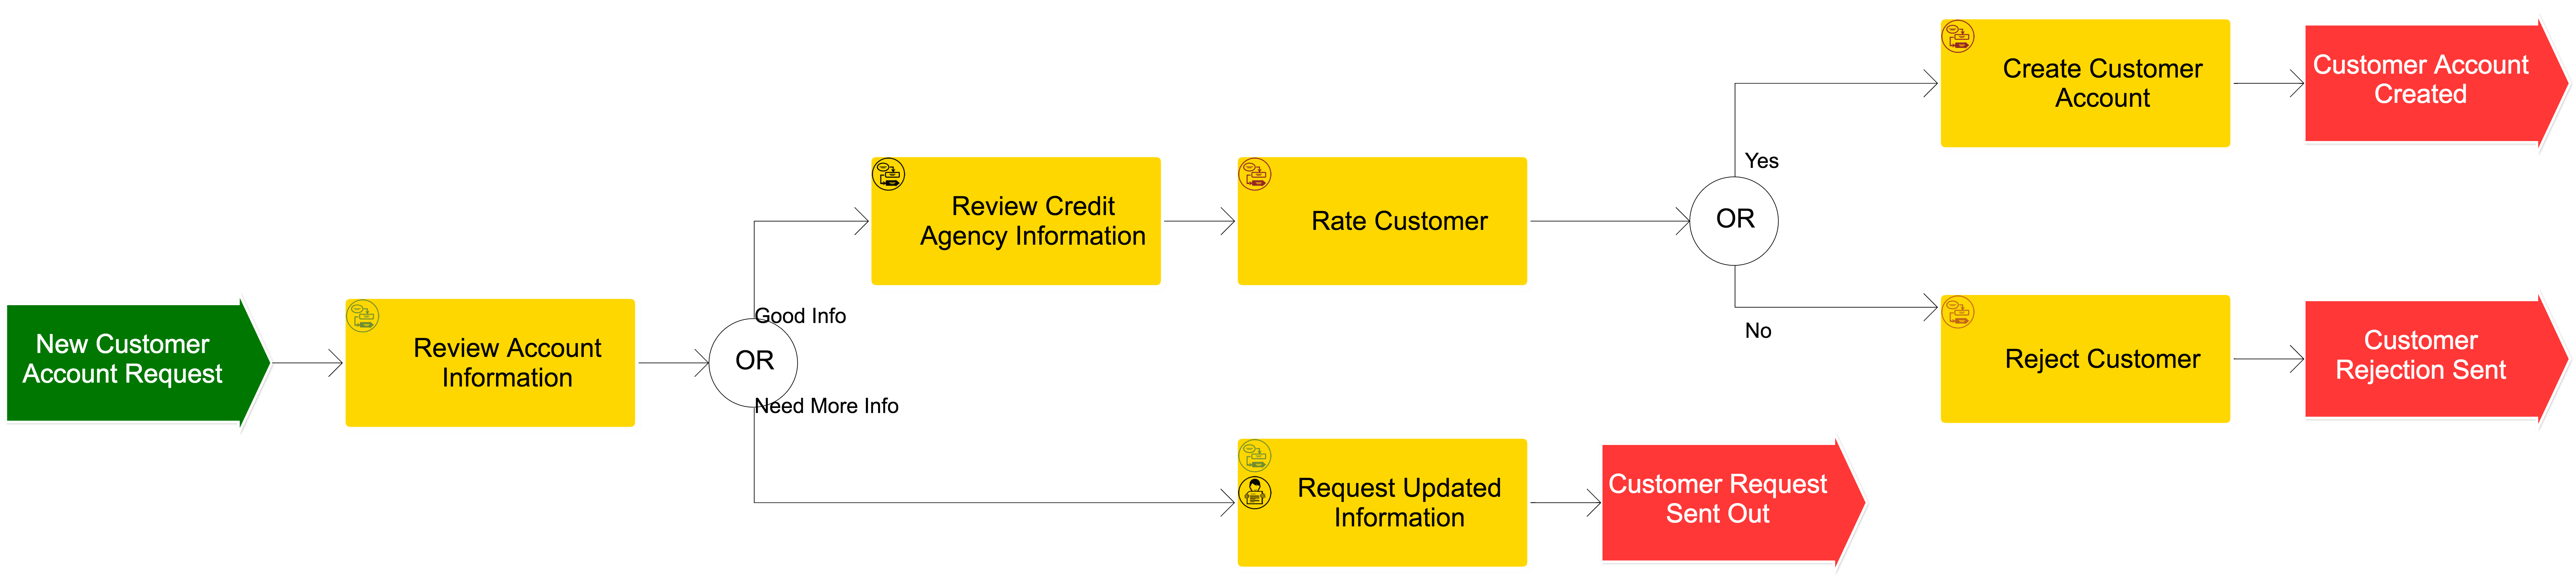 New Customer
Account Request
Review Account
Information
OR
Good Info
Need More Info
Review Credit
Agency Information
Rate Customer
OR
Yes
No
Create Customer
Account
Customer Account
Created
Reject Customer
Customer
Rejection Sent
Request Updated
Information
Customer Request
Sent Out